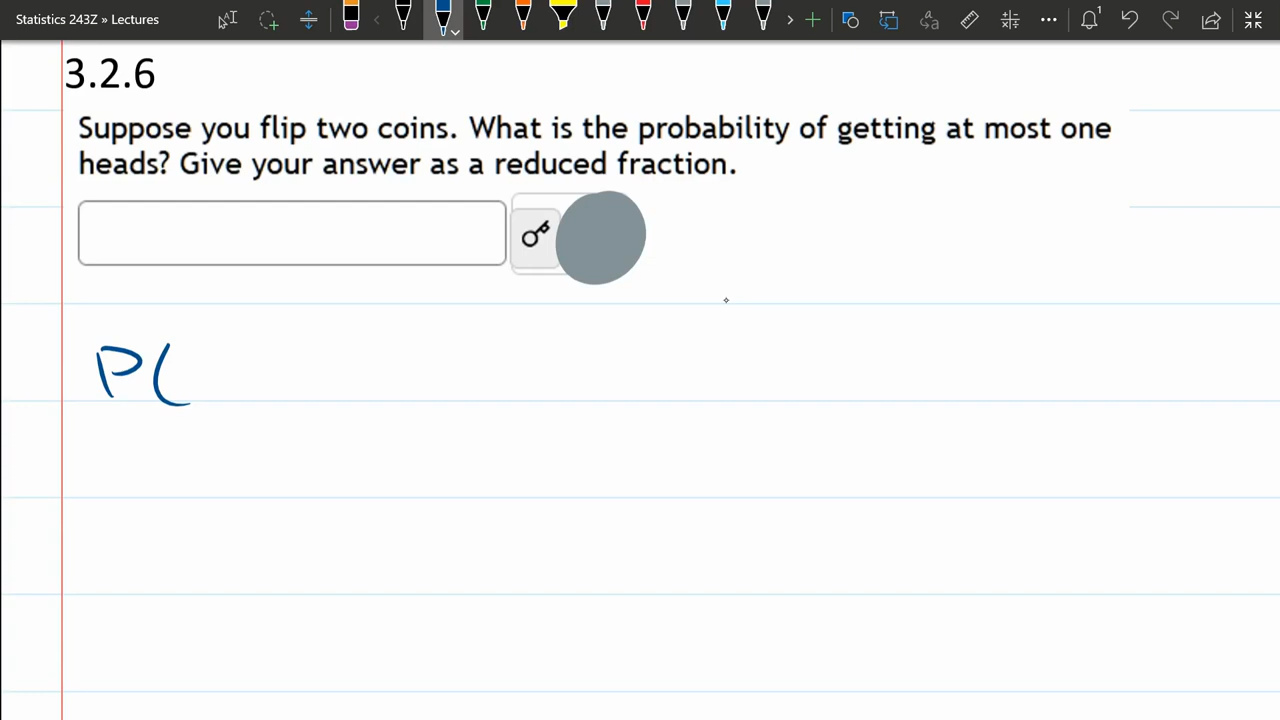 Statistics 243Z » Lectures
1
3.2.6
Suppose you flip two coins. What is the probability of getting at most one
heads? Give your answer as a reduced fraction.
P(